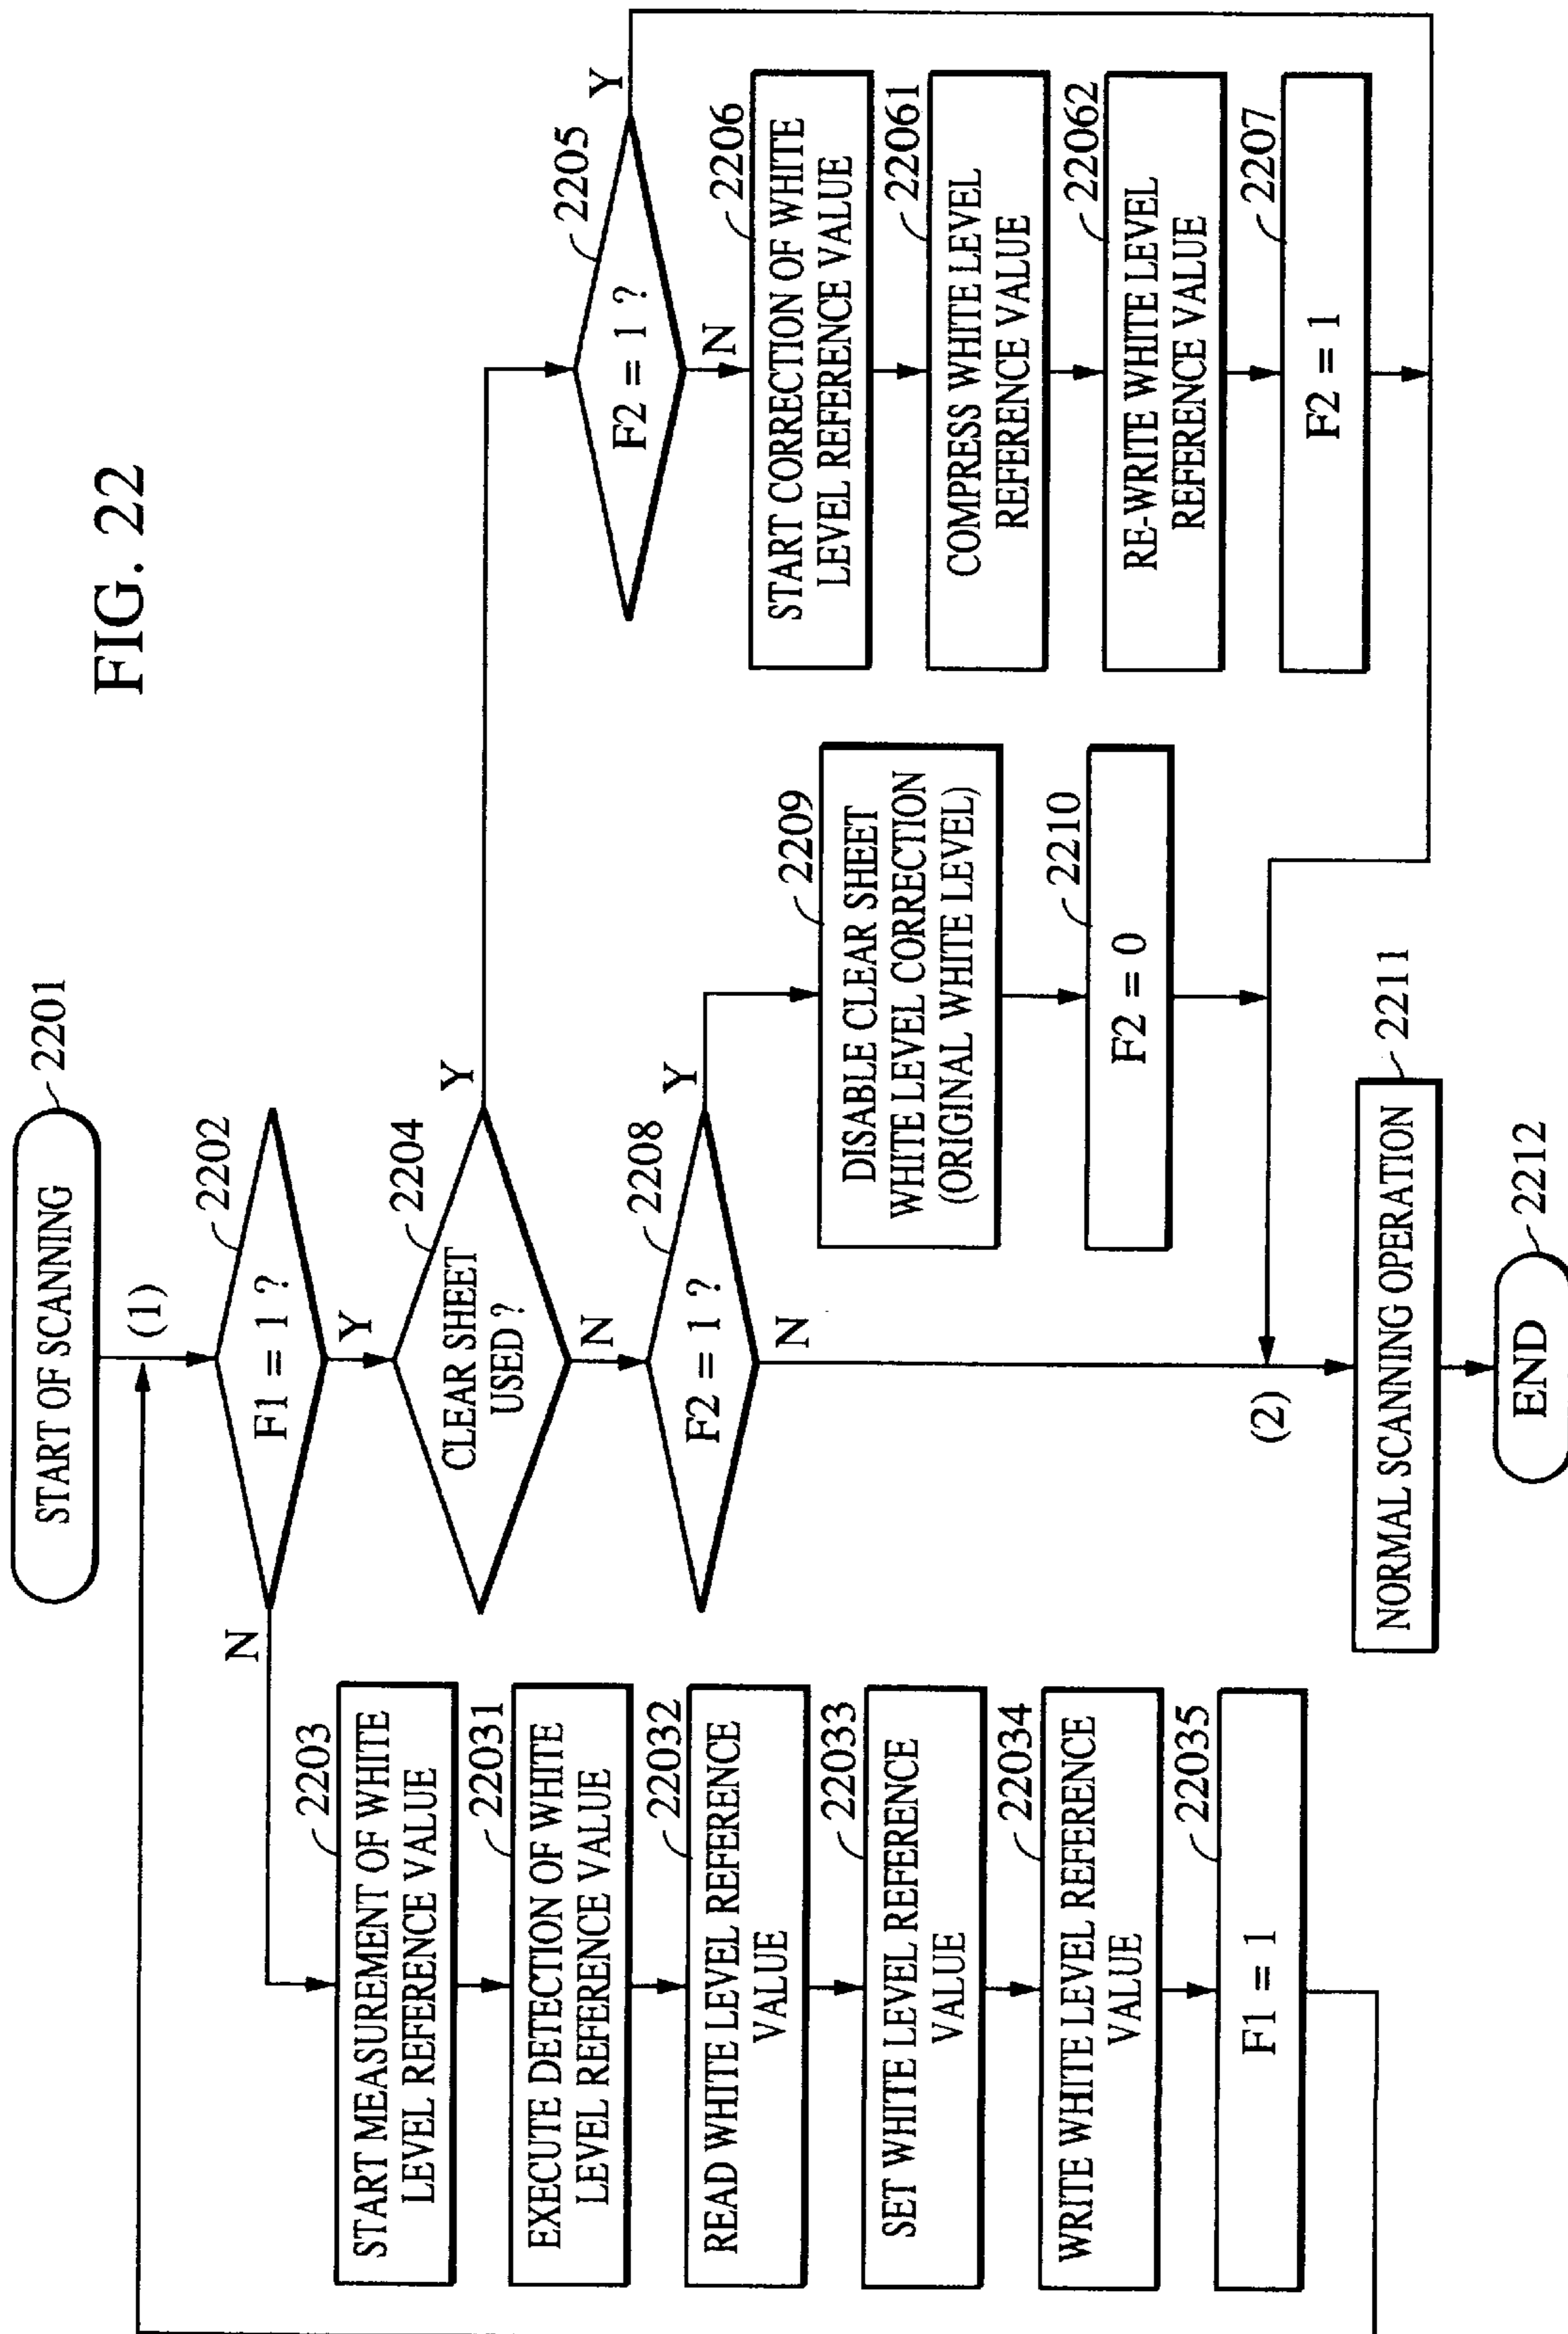 FIG. 22
START OF SCANNING
2201
(1)
F1 = 1 ?
2202
N
Y
START MEASUREMENT OF WHITE
LEVEL REFERENCE VALUE
2203
EXECUTE DETECTION OF WHITE
LEVEL REFERENCE VALUE
22031
READ WHITE LEVEL REFERENCE
VALUE
22032
SET WHITE LEVEL REFERENCE
VALUE
22033
WRITE WHITE LEVEL REFERENCE
VALUE
22034
F1 = 1
22035
CLEAR SHEET
USED ?
2204
Y
N
F2 = 1 ?
2208
Y
N
DISABLE CLEAR SHEET
WHITE LEVEL CORRECTION
(ORIGINAL WHITE LEVEL)
2209
F2 = 0
2210
F2 = 1 ?
2205
Y
N
START CORRECTION OF WHITE
LEVEL REFERENCE VALUE
2206
COMPRESS WHITE LEVEL
REFERENCE VALUE
22061
RE-WRITE WHITE LEVEL
REFERENCE VALUE
22062
F2 = 1
2207
(2)
NORMAL SCANNING OPERATION
2211
END
2212